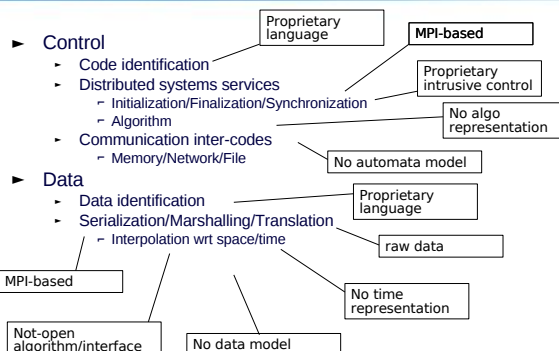 Proprietary
language
MPI-based
► Control
► Code identification
Proprietary
intrusive control
► Distributed systems services
⌐ Initialization/Finalization/Synchronization
⌐ Algorithm
No algo
representation
► Communication inter-codes
⌐ Memory/Network/File
No automata model
► Data
Proprietary
language
► Data identification
► Serialization/Marshalling/Translation
⌐ Interpolation wrt space/time
raw data
MPI-based
No time
representation
Not-open
algorithm/interface
No data model